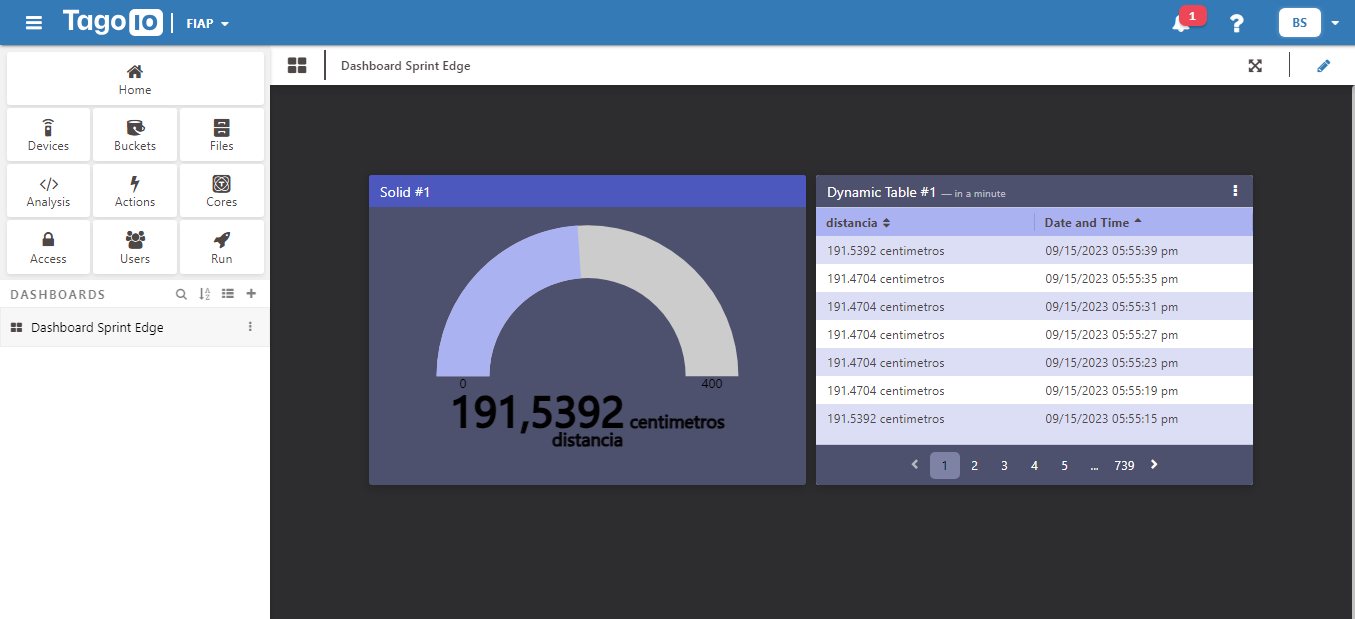 Tago IO FIAP
1
?
BS
Home
Devices Buckets Files
Analysis Actions Cores
Access Users Run
DASHBOARDS
Dashboard Sprint Edge
Dashboard Sprint Edge
Solid #1
0 400
191,5392 centimetros
distancia
Dynamic Table #1 — in a minute
distancia Date and Time
191.5392 centimetros 09/15/2023 05:55:39 pm
191.4704 centimetros 09/15/2023 05:55:35 pm
191.4704 centimetros 09/15/2023 05:55:31 pm
191.4704 centimetros 09/15/2023 05:55:27 pm
191.4704 centimetros 09/15/2023 05:55:23 pm
191.4704 centimetros 09/15/2023 05:55:19 pm
191.5392 centimetros 09/15/2023 05:55:15 pm
1 2 3 4 5 ... 739